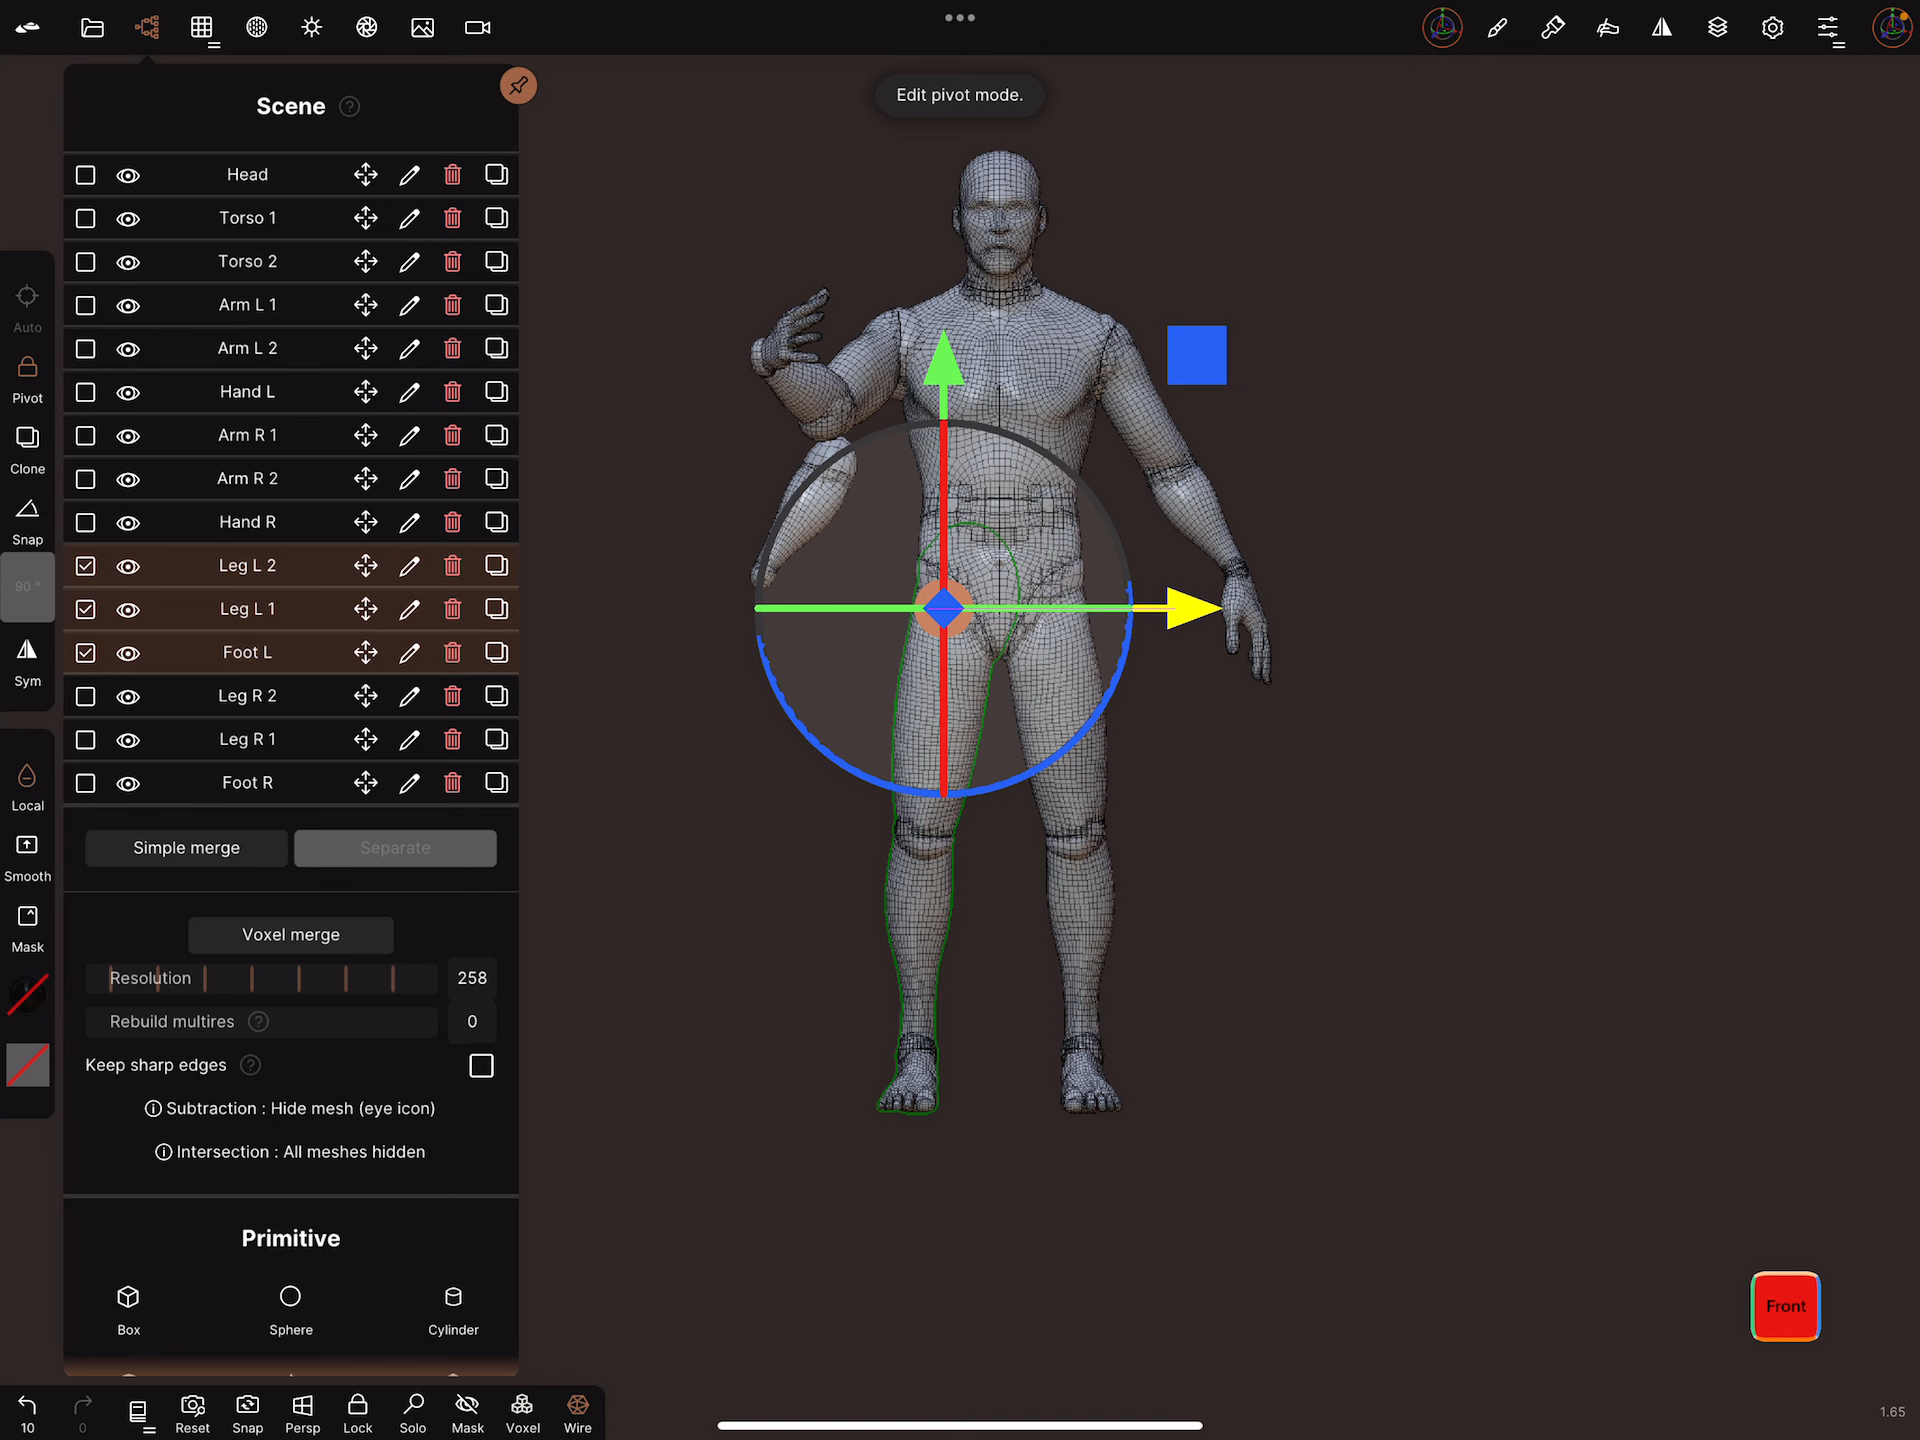 Edit pivot mode.
Scene
Head
Torso 1
Torso 2
Arm L 1
Arm L 2
Hand L
Arm R 1
Arm R 2
Hand R
Leg L 2
Leg L 1
Foot L
Leg R 2
Leg R 1
Foot R
Simple merge
Separate
Voxel merge
Resolution 258
Rebuild multires ? 0
Keep sharp edges ?
Subtraction : Hide mesh (eye icon)
Intersection : All meshes hidden
Primitive
Box
Sphere
Cylinder
Auto
Pivot
Clone
Snap
90 °
Sym
Local
Smooth
Mask
10
0
Reset
Snap
Persp
Lock
Solo
Mask
Voxel
Wire
Front
1.65